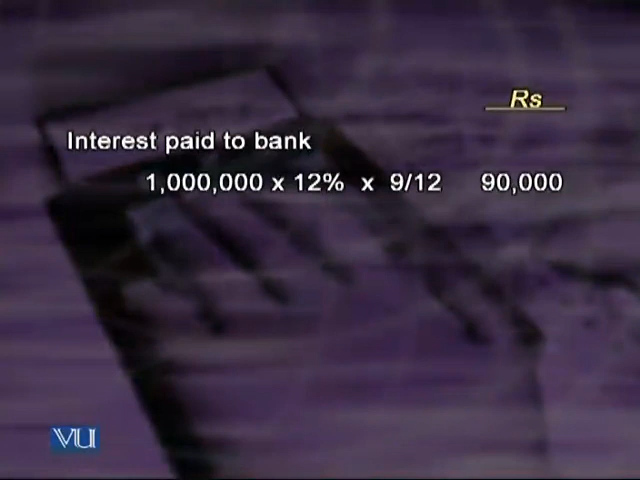 Rs
Interest paid to bank
1,000,000 x 12% x 9/12 90,000
VU